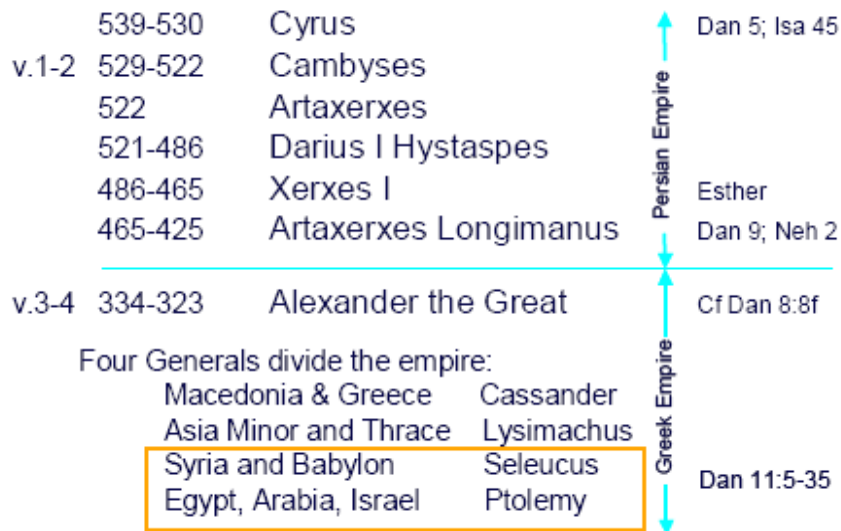 539-530 Cyrus Dan 5; Isa 45
v.1-2 529-522 Cambyses
522 Artaxerxes
521-486 Darius I Hystaspes
486-465 Xerxes I Esther
465-425 Artaxerxes Longimanus Dan 9; Neh 2
Persian Empire
v.3-4 334-323 Alexander the Great Cf Dan 8:8f
Four Generals divide the empire:
Macedonia & Greece Cassander
Asia Minor and Thrace Lysimachus
Syria and Babylon Seleucus
Egypt, Arabia, Israel Ptolemy
Dan 11:5-35
Greek Empire